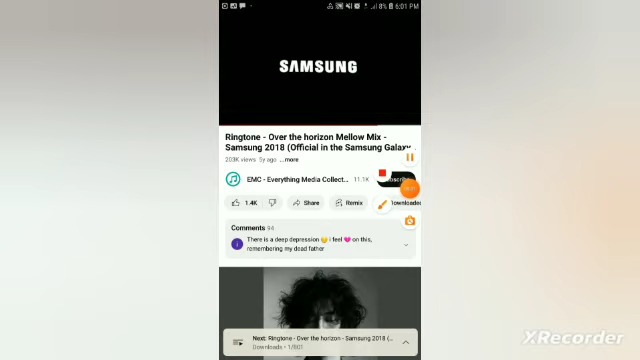 8% 6:01 PM
SAMSUNG
Ringtone - Over the horizon Mellow Mix -
Samsung 2018 (Official in the Samsung Galaxy
203K views 5y ago ...more
EMC - Everything Media Collect... 11.1K
1.4K Share Remix Downloaded
Comments 94
There is a deep depression 😔 i feel 💔 on this,
remembering my dead father
Next: Ringtone - Over the horizon - Samsung 2018 (...
Downloads • 1/801
XRecorder